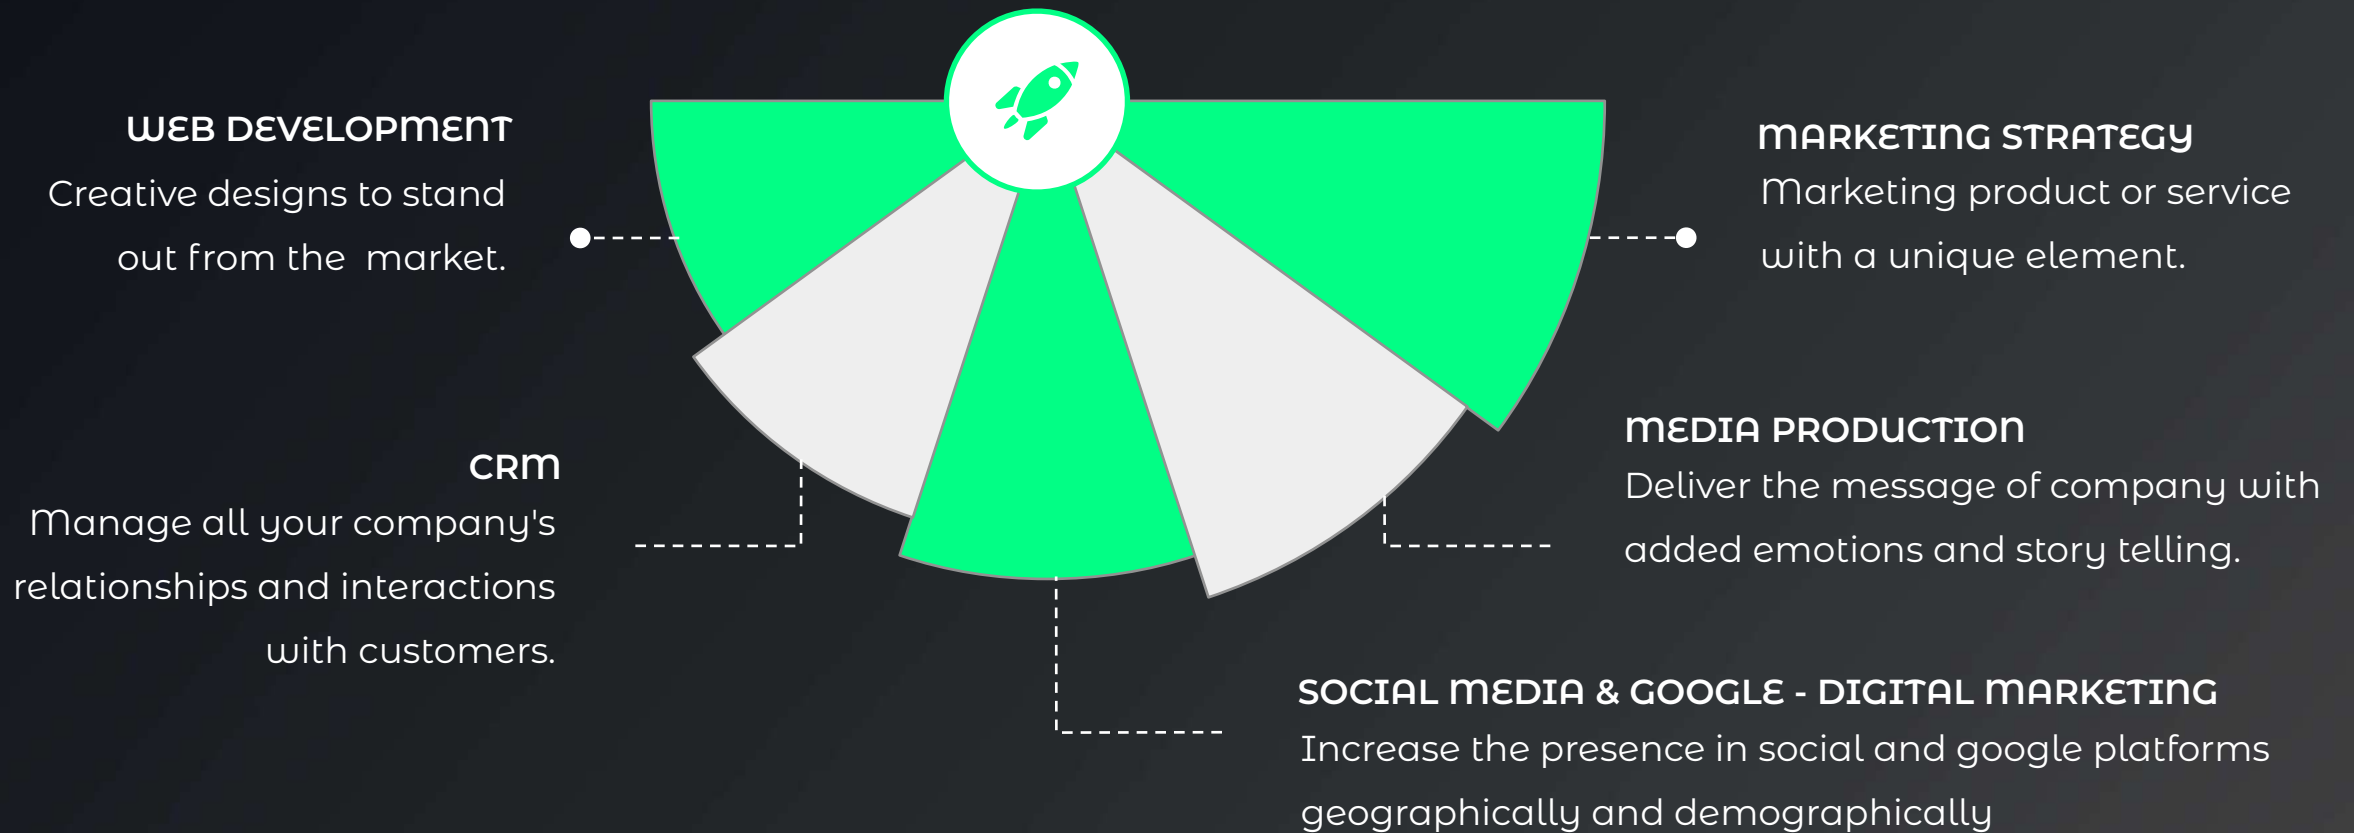 WEB DEVELOPMENT
Creative designs to stand
out from the  market.
CRM
Manage all your company's
relationships and interactions
with customers.
MARKETING STRATEGY
Marketing product or service
with a unique element.
MEDIA PRODUCTION
Deliver the message of company with
added emotions and story telling.
SOCIAL MEDIA & GOOGLE - DIGITAL MARKETING
Increase the presence in social and google platforms
geographically and demographically